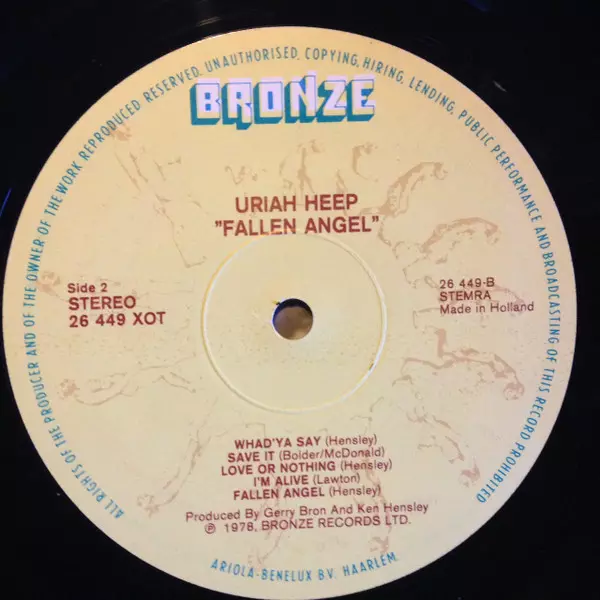 ALL RIGHTS OF THE PRODUCER AND OF THE OWNER OF THE WORK REPRODUCED RESERVED. UNAUTHORISED, COPYING, HIRING, LENDING, PUBLIC PERFORMANCE AND BROADCASTING OF THIS RECORD PROHIBITED
BRONZE
URIAH HEEP
"FALLEN ANGEL"
Side 2
STEREO
26 449 XOT
26 449-B
STEMRA
Made in Holland
WHAD'YA SAY (Hensley)
SAVE IT (Bolder/McDonald)
LOVE OR NOTHING (Hensley)
I'M ALIVE (Lawton)
FALLEN ANGEL (Hensley)
Produced By Gerry Bron and Ken Hensley
℗ 1978, BRONZE RECORDS LTD.
ARIOLA-BENELUX B.V. HAARLEM.